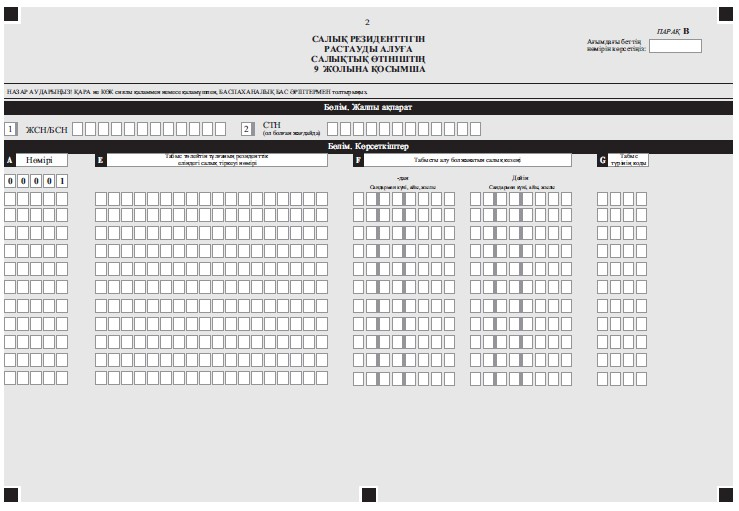 2
САЛЫҚ РЕЗИДЕНТТІГІН
РАСТАУДЫ АЛУҒА
САЛЫҚТЫҚ ӨТІНІШТІҢ
9 ЖОЛЫНА ҚОСЫМША
ПАРАҚ B
Ағымдағы беттің
нөмірін көрсетіңіз:
НАЗАР АУДАРЫҢЫЗ! ҚАРА не КӨК сиялы қаламмен немесе қаламұшпен, БАСПАХАНАЛЫҚ БАС ӘРІПТЕРМЕН толтырыңыз.
Бөлім. Жалпы ақпарат
1 ЖСН/БСН
2 СТН
(ол болған жағдайда)
Бөлім. Көрсеткіштер
A Нөмірі
E Табыс төлейтін тұлғаның резиденттік
еліндегі салық тіркеуі нөмірі
F Табысты алу болжанатын салық кезеңі
G Табыс
түрінің коды
-дан
Дейін
0 0 0 0 1
Сандармен күні, айы, жылы
Сандармен күні, айы, жылы